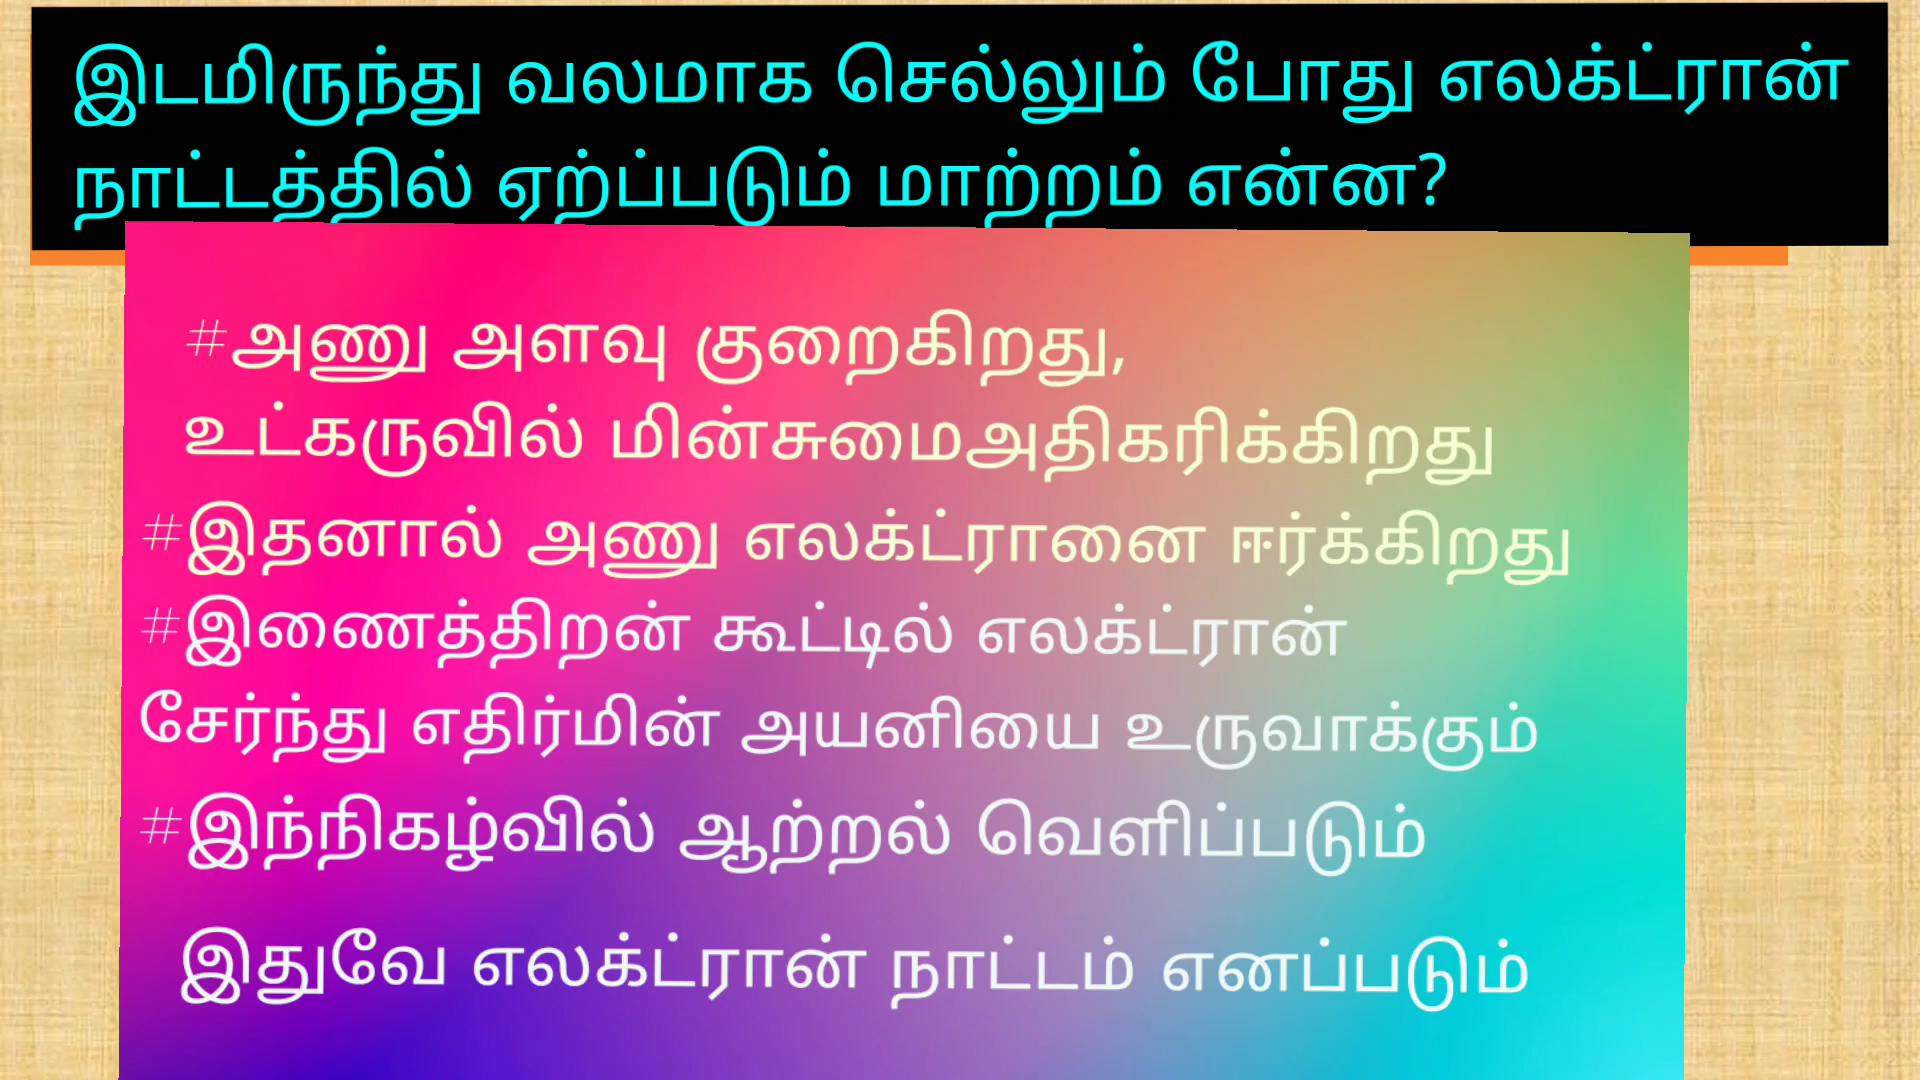 இடமிருந்து வலமாக செல்லும் போது எலக்ட்ரான்
நாட்டத்தில் ஏற்ப்படும் மாற்றம் என்ன?
#அணு அளவு குறைகிறது,
உட்கருவில் மின்சுமைஅதிகரிக்கிறது
#இதனால் அணு எலக்ட்ரானை ஈர்க்கிறது
#இணைத்திறன் கூட்டில் எலக்ட்ரான்
சேர்ந்து எதிர்மின் அயனியை உருவாக்கும்
#இந்நிகழ்வில் ஆற்றல் வெளிப்படும்
இதுவே எலக்ட்ரான் நாட்டம் எனப்படும்